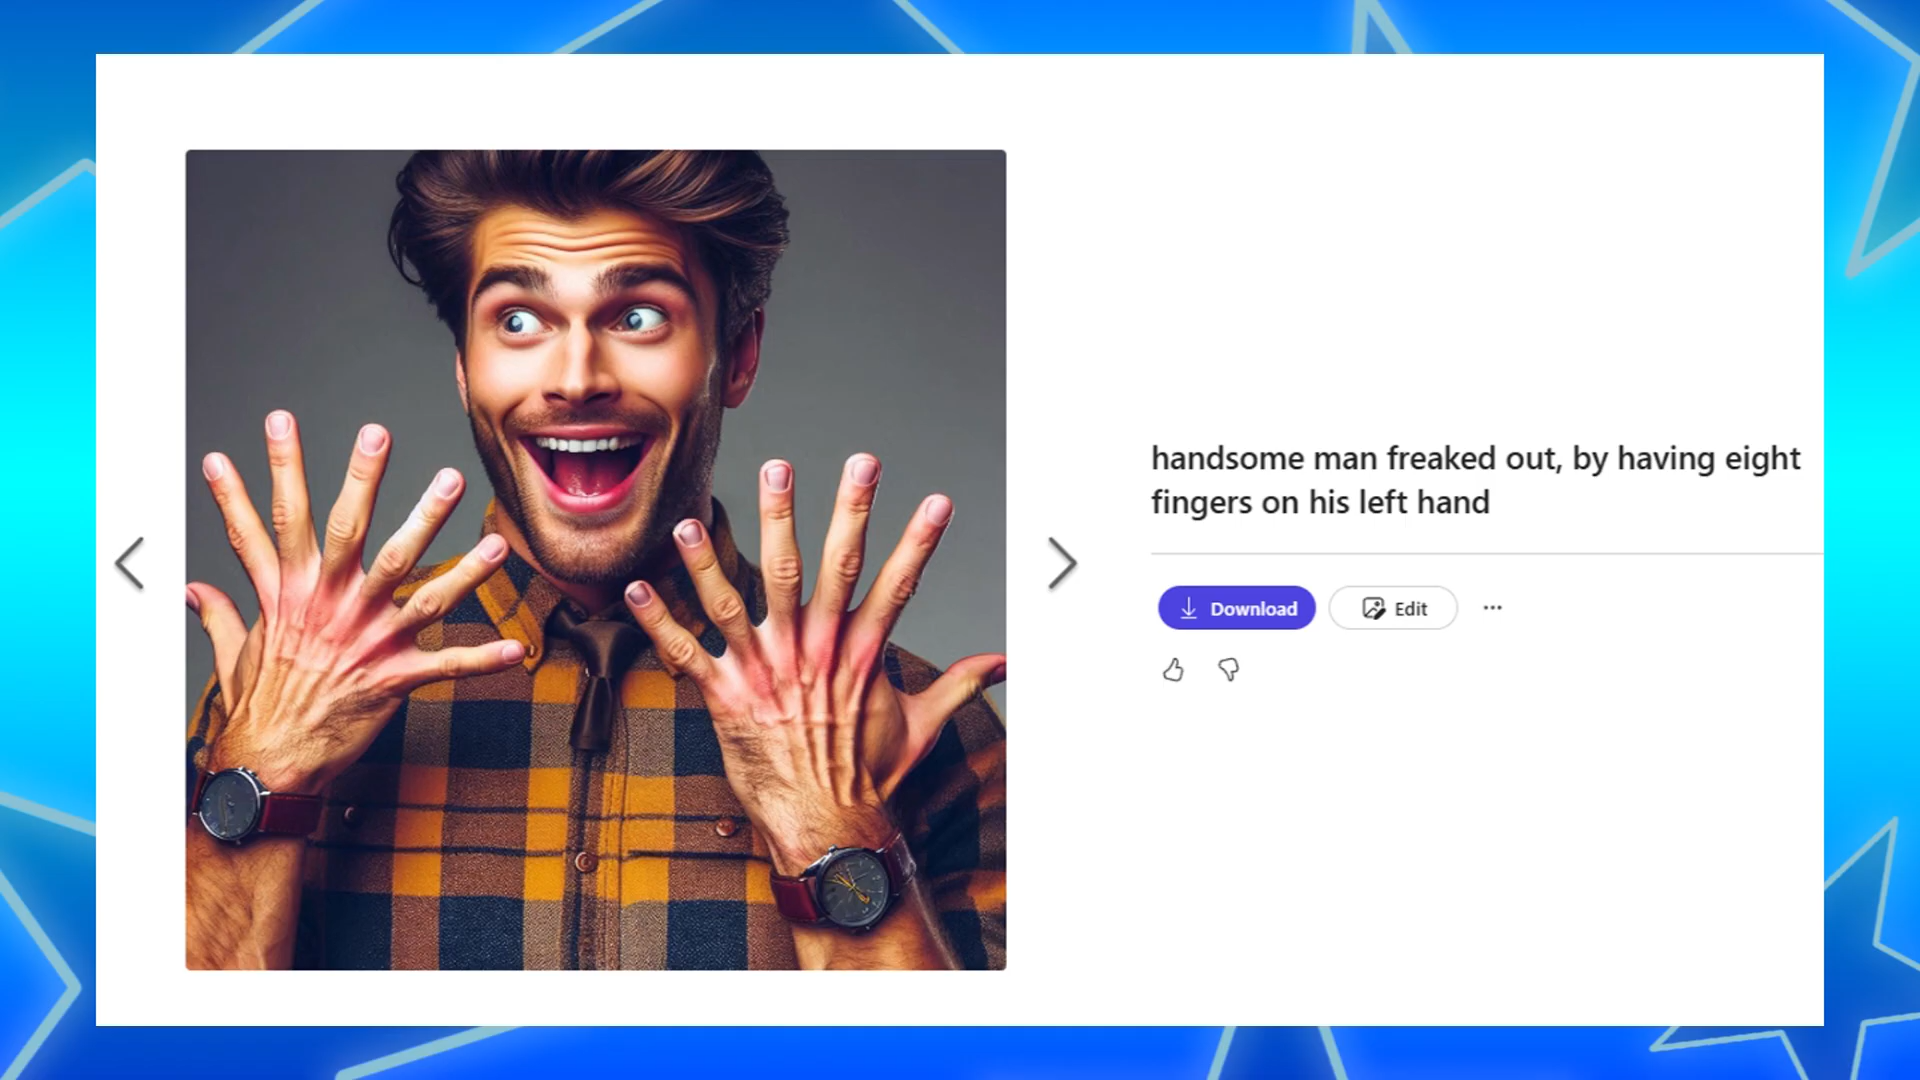 handsome man freaked out, by having eight
fingers on his left hand
Download
Edit